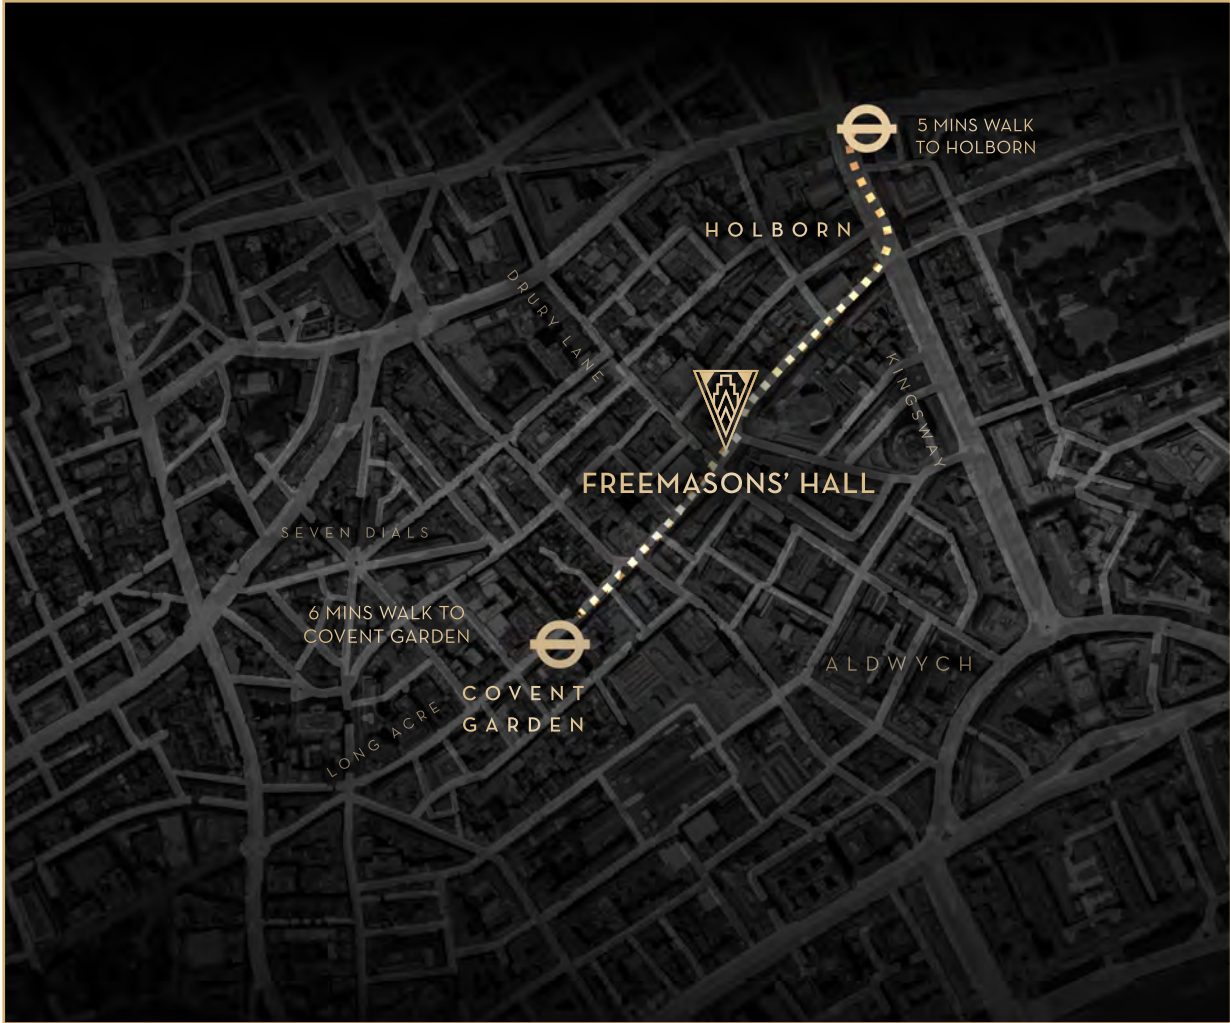 5 MINS WALK
TO HOLBORN
HOLBORN
DRURY LANE
KINGSWAY
FREEMASONS' HALL
SEVEN DIALS
6 MINS WALK TO
COVENT GARDEN
ALDWYCH
COVENT
GARDEN
LONG ACRE